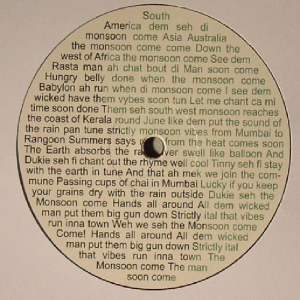 South
America dem seh di
monsoon come Asia Australia
the monsoon come come Down the
west of Africa the monsoon come See dem
Rasta man ah chat bout di Man soon come
Hungry belly done when the monsoon come
Babylon ah run when di monsoon come I see dem
wicked have them vybes soon tun Let me chant ca mi
time soon done Them seh south west monsoon reaches
the coast of Kerala round June like dem put the sound of
the rain pan tune strictly monsoon vibes from Mumbai to
Rangoon Summers says from the heat comes soon
The Earth absorbs the swell like balloon And
Dukie seh fi chant out the rhyme well cool Tinny seh fi stay
with the earth in tune And that ah mek we join the com-
mune Passing cups of chai in Mumbai Lucky if you keep
your grains dry with the rain outside Dukie seh the
Monsoon come Hands all around All dem wicked
man put them big gun down Strictly ital that vibes
run inna town Weh we seh the Monsoon
Come! Hands all around All dem wicked
man put them big gun down Strictly ital
that vibes run inna town The
Monsoon come The man
soon come